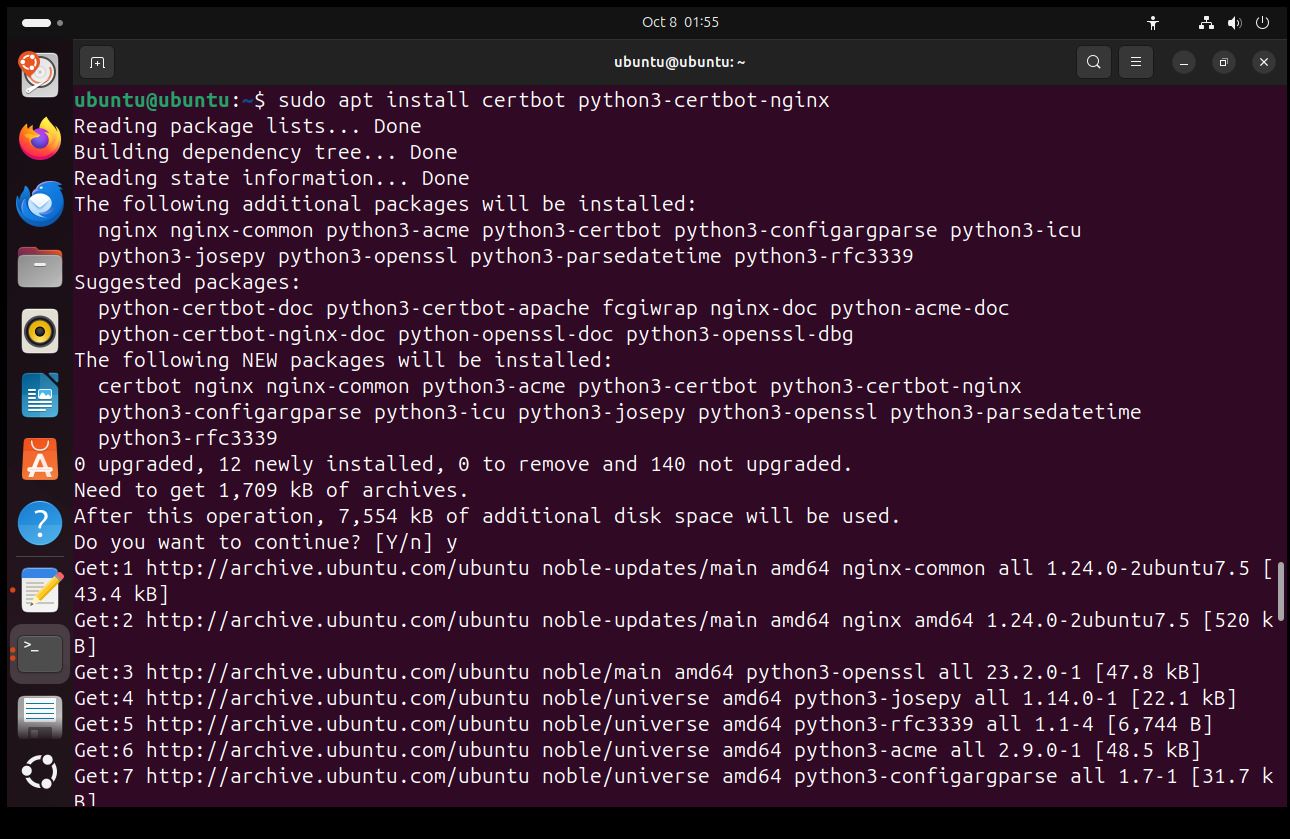 Oct 8 01:55
ubuntu@ubuntu: ~
ubuntu@ubuntu:~$ sudo apt install certbot python3-certbot-nginx
Reading package lists... Done
Building dependency tree... Done
Reading state information... Done
The following additional packages will be installed:
  nginx nginx-common python3-acme python3-certbot python3-configargparse python3-icu
  python3-josepy python3-openssl python3-parsedatetime python3-rfc3339
Suggested packages:
  python-certbot-doc python3-certbot-apache fcgiwrap nginx-doc python-acme-doc
  python-certbot-nginx-doc python-openssl-doc python3-openssl-dbg
The following NEW packages will be installed:
  certbot nginx nginx-common python3-acme python3-certbot python3-certbot-nginx
  python3-configargparse python3-icu python3-josepy python3-openssl python3-parsedatetime
  python3-rfc3339
0 upgraded, 12 newly installed, 0 to remove and 140 not upgraded.
Need to get 1,709 kB of archives.
After this operation, 7,554 kB of additional disk space will be used.
Do you want to continue? [Y/n] y
Get:1 http://archive.ubuntu.com/ubuntu noble-updates/main amd64 nginx-common all 1.24.0-2ubuntu7.5 [
43.4 kB]
Get:2 http://archive.ubuntu.com/ubuntu noble-updates/main amd64 nginx amd64 1.24.0-2ubuntu7.5 [520 k
B]
Get:3 http://archive.ubuntu.com/ubuntu noble/main amd64 python3-openssl all 23.2.0-1 [47.8 kB]
Get:4 http://archive.ubuntu.com/ubuntu noble/universe amd64 python3-josepy all 1.14.0-1 [22.1 kB]
Get:5 http://archive.ubuntu.com/ubuntu noble/universe amd64 python3-rfc3339 all 1.1-4 [6,744 B]
Get:6 http://archive.ubuntu.com/ubuntu noble/universe amd64 python3-acme all 2.9.0-1 [48.5 kB]
Get:7 http://archive.ubuntu.com/ubuntu noble/universe amd64 python3-configargparse all 1.7-1 [31.7 k
B]